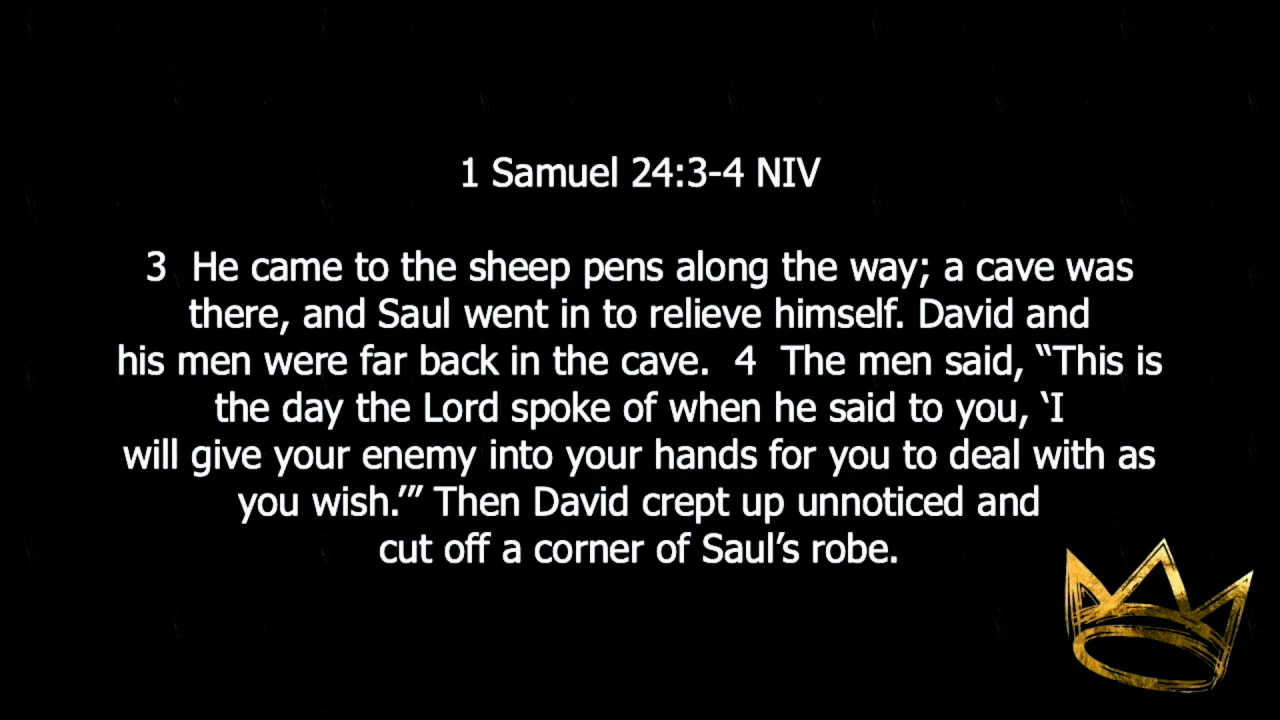 1 Samuel 24:3-4 NIV
3  He came to the sheep pens along the way; a cave was
there, and Saul went in to relieve himself. David and
his men were far back in the cave.  4  The men said, “This is
the day the Lord spoke of when he said to you, ‘I
will give your enemy into your hands for you to deal with as
you wish.’” Then David crept up unnoticed and
cut off a corner of Saul’s robe.